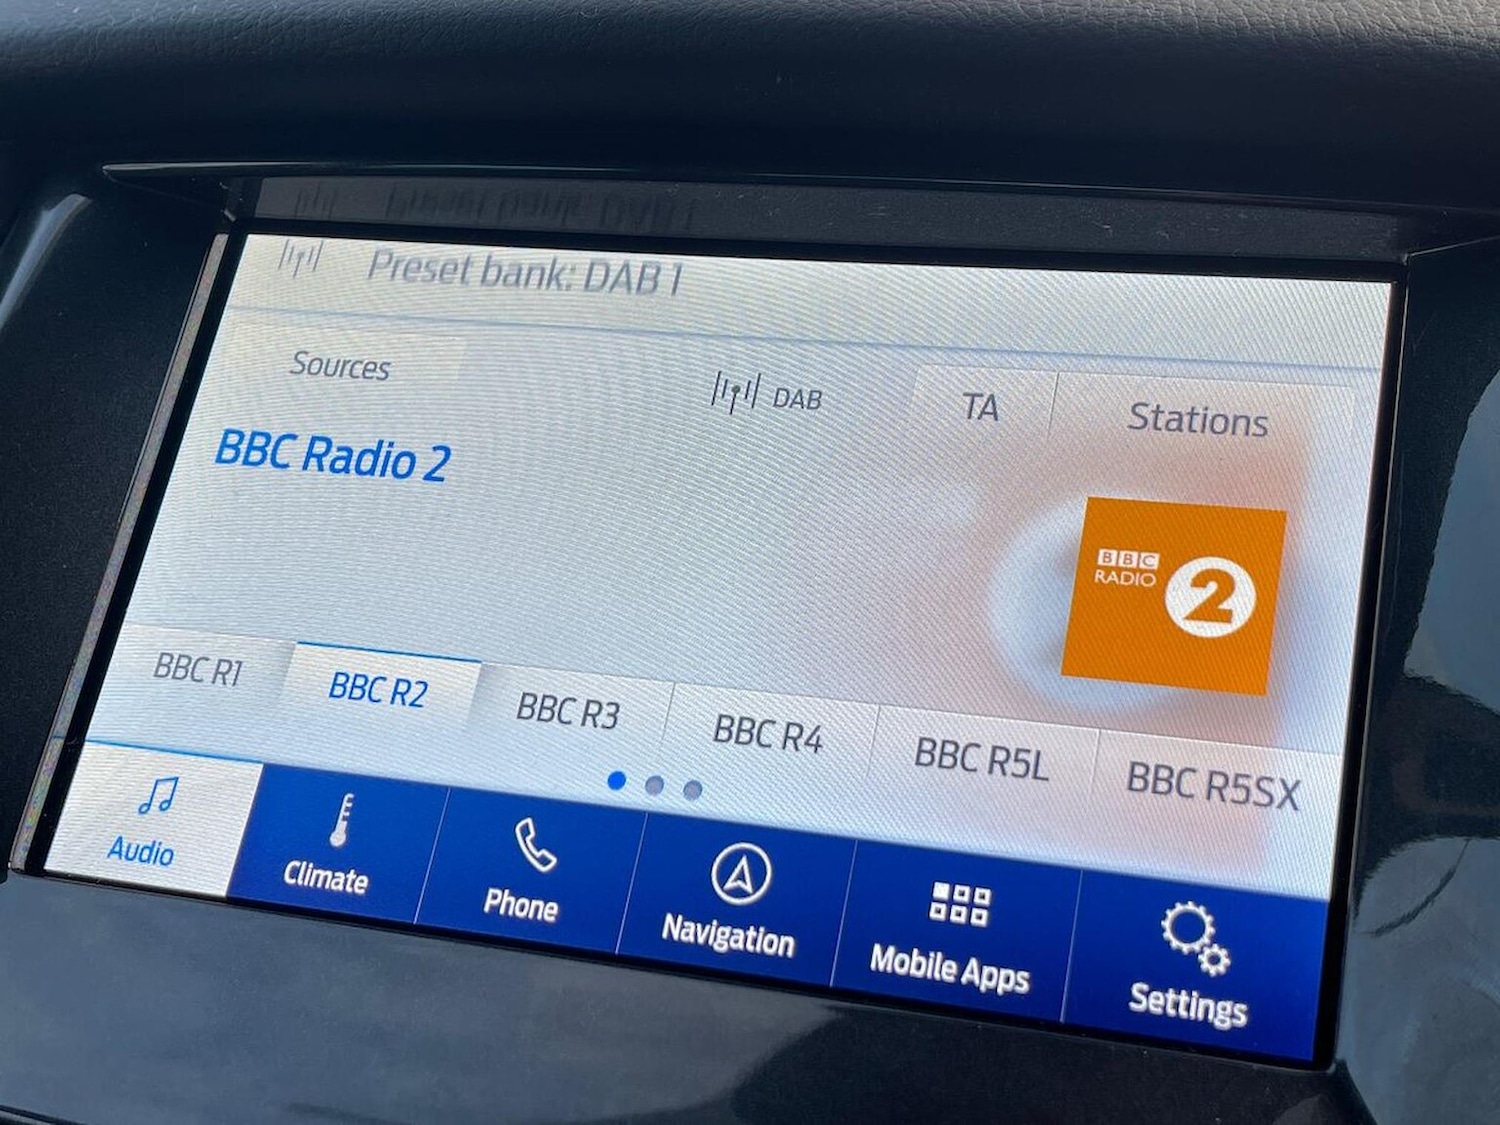 Preset bank: DAB 1
Sources
DAB
TA
Stations
BBC Radio 2
BBC
RADIO
2
BBC R1
BBC R2
BBC R3
BBC R4
BBC R5L
BBC R5SX
Audio
Climate
Phone
Navigation
Mobile Apps
Settings